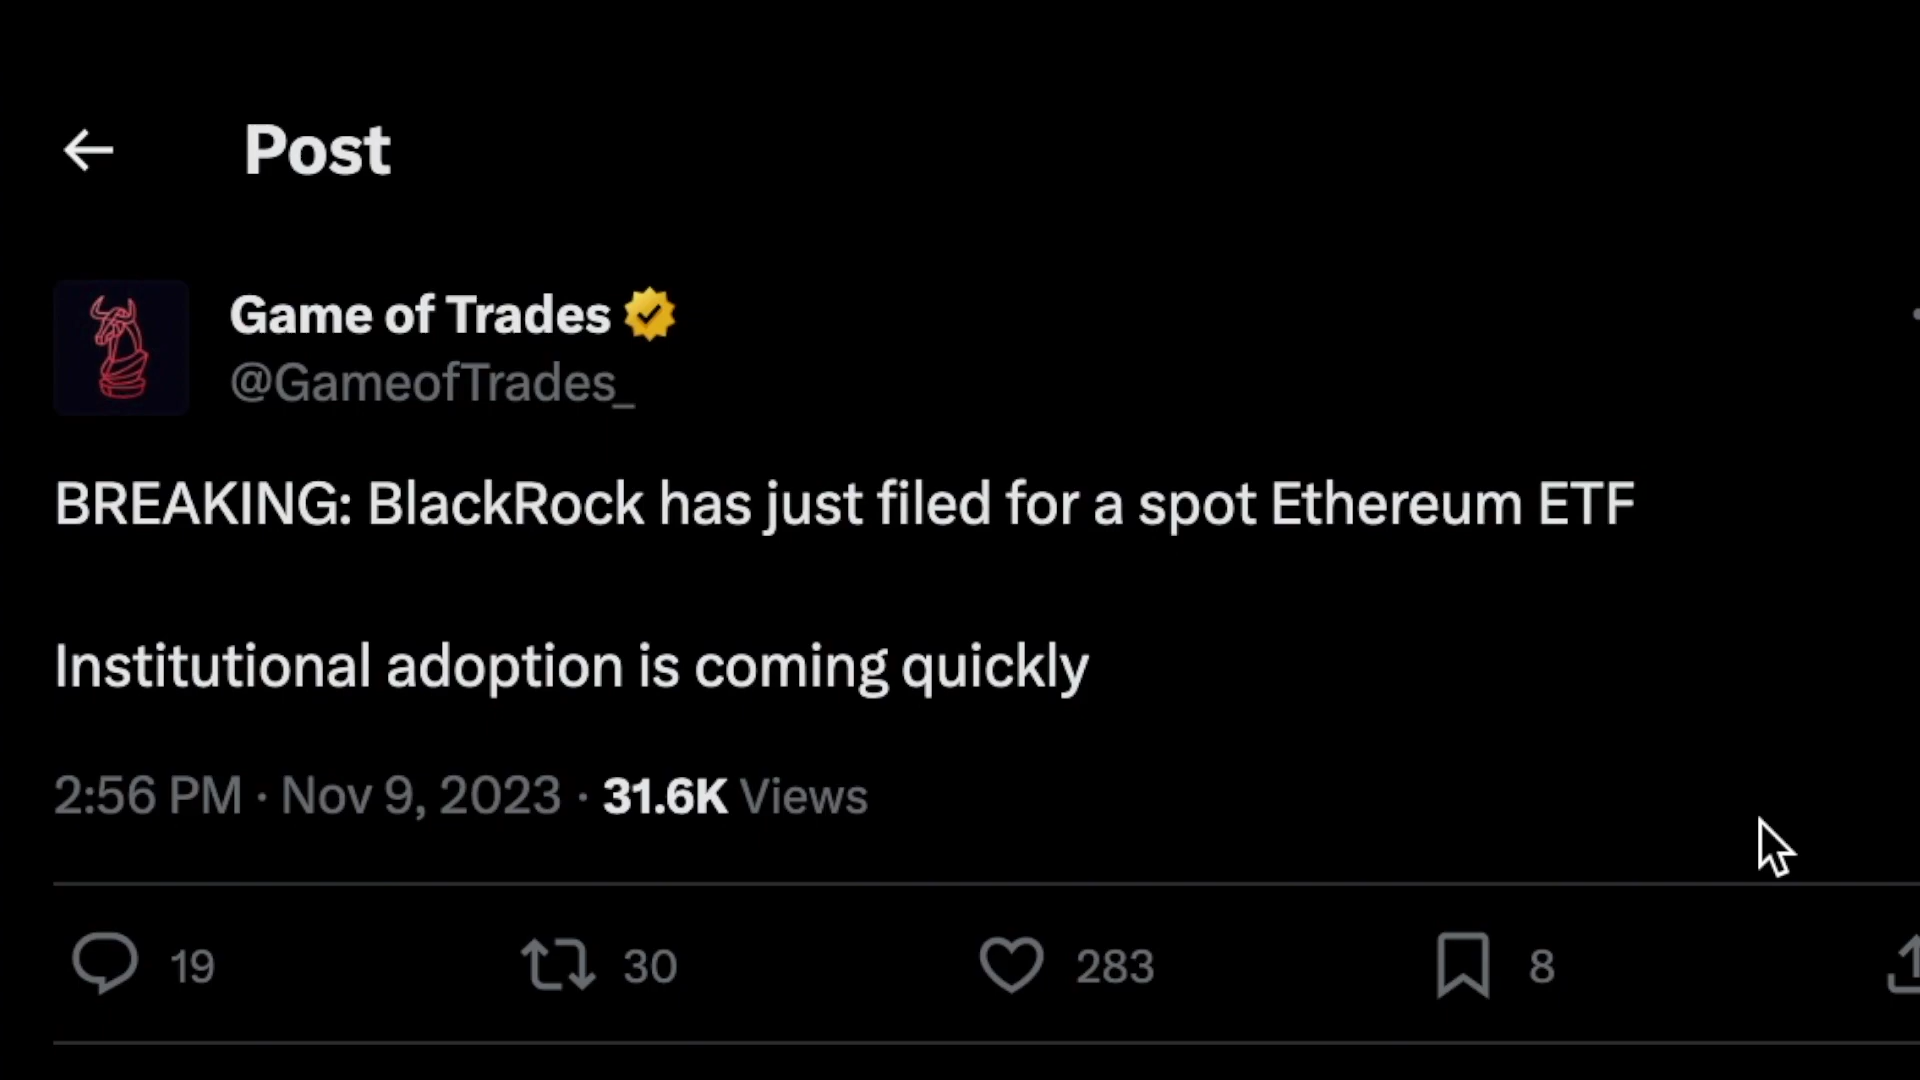 Post
Game of Trades
@GameofTrades_
BREAKING: BlackRock has just filed for a spot Ethereum ETF
Institutional adoption is coming quickly
2:56 PM · Nov 9, 2023 · 31.6K Views
19 30 283 8